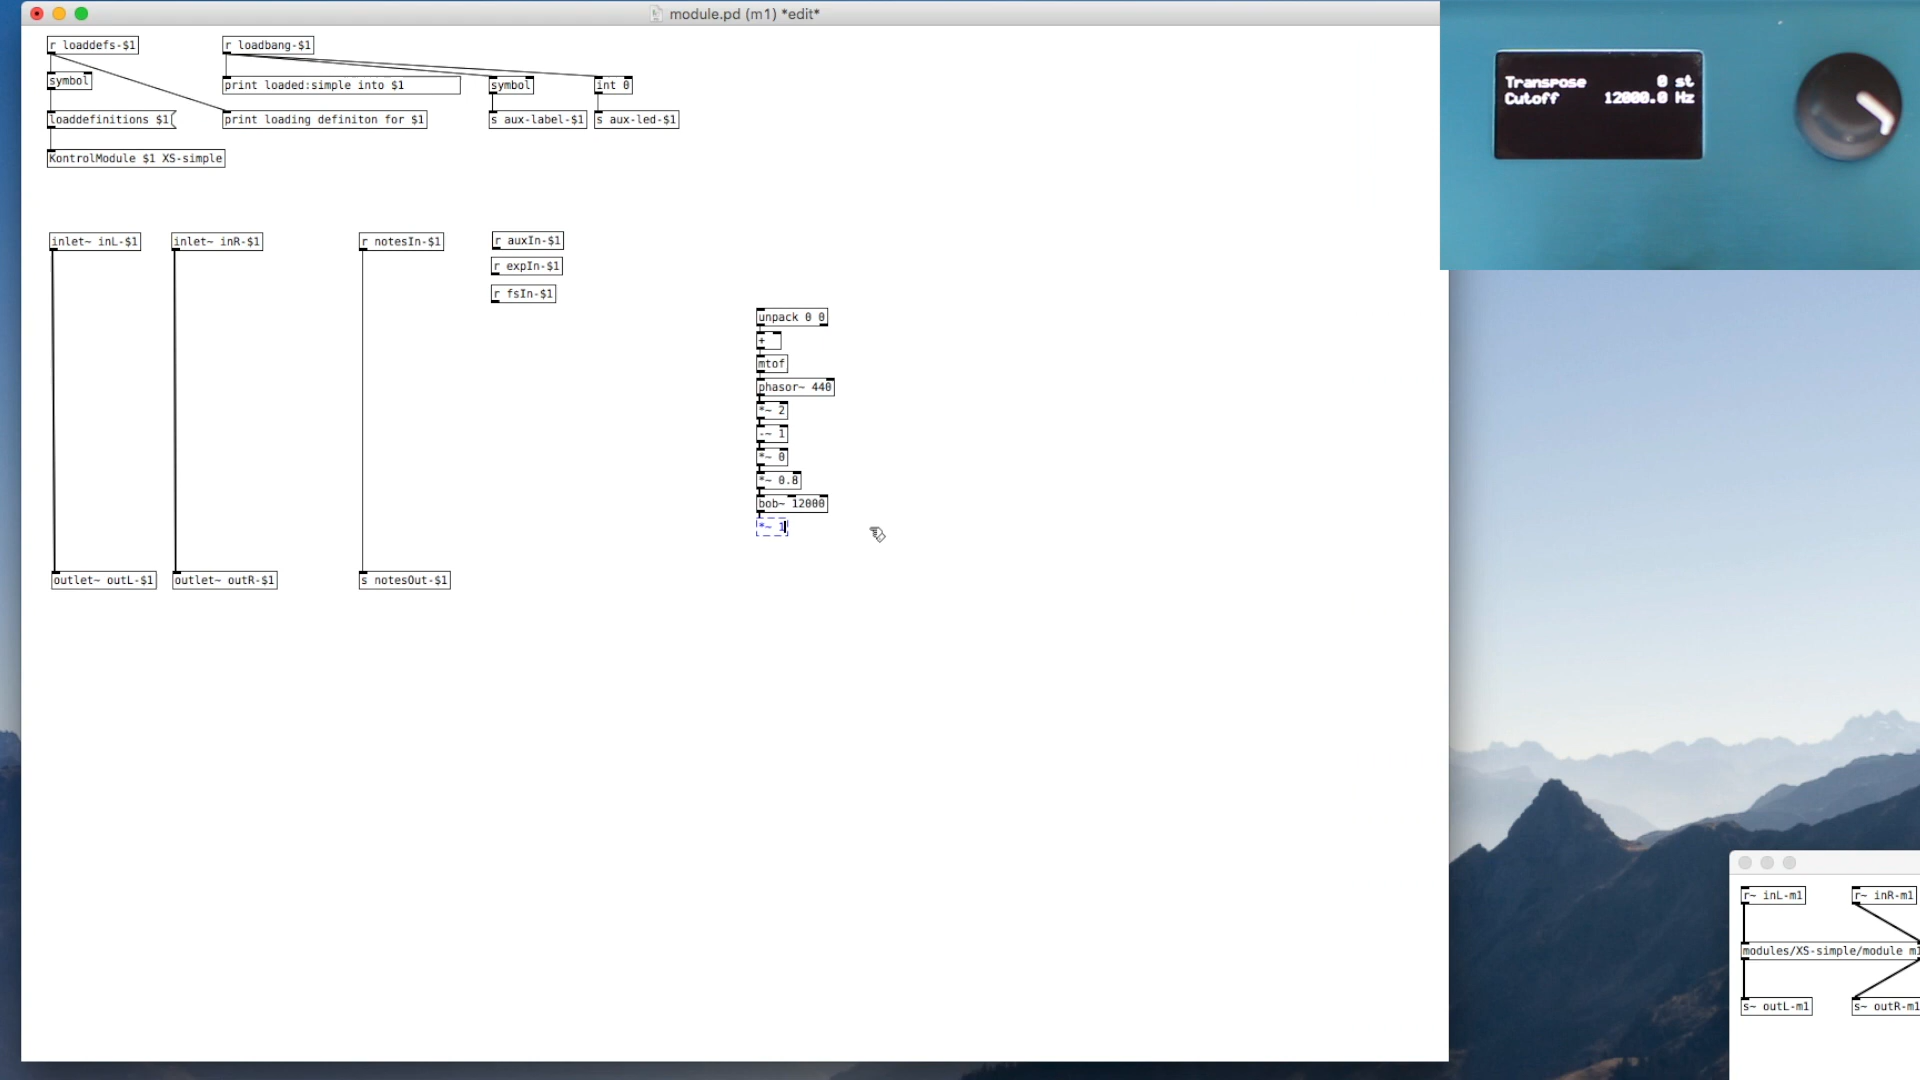 module.pd (m1) *edit*
r loaddefs-$1
r loadbang-$1
symbol
print loaded:simple into $1
symbol
int 0
loaddefinitions $1
print loading definiton for $1
s aux-label-$1
s aux-led-$1
KontrolModule $1 XS-simple
inlet~ inL-$1
inlet~ inR-$1
r notesIn-$1
r auxIn-$1
r expIn-$1
r fsIn-$1
unpack 0 0
+
mtof
phasor~ 440
*~ 2
-~ 1
*~ 0
*~ 0.8
bob~ 12000
*~ 1
outlet~ outL-$1
outlet~ outR-$1
s notesOut-$1
Transpose 0 st
Cutoff 12000.0 Hz
r~ inL-m1
r~ inR-m1
modules/XS-simple/module m1
s~ outL-m1
s~ outR-m1